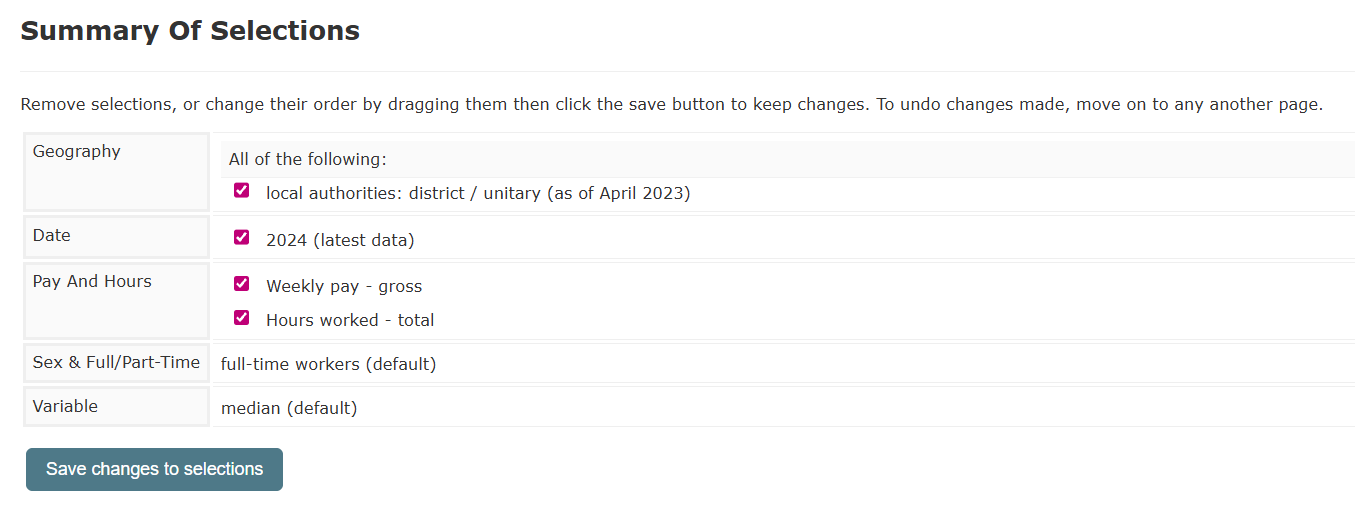 Summary Of Selections
Remove selections, or change their order by dragging them then click the save button to keep changes. To undo changes made, move on to any another page.
Geography
All of the following:
local authorities: district / unitary (as of April 2023)
Date
2024 (latest data)
Pay And Hours
Weekly pay - gross
Hours worked - total
Sex & Full/Part-Time
full-time workers (default)
Variable
median (default)
Save changes to selections